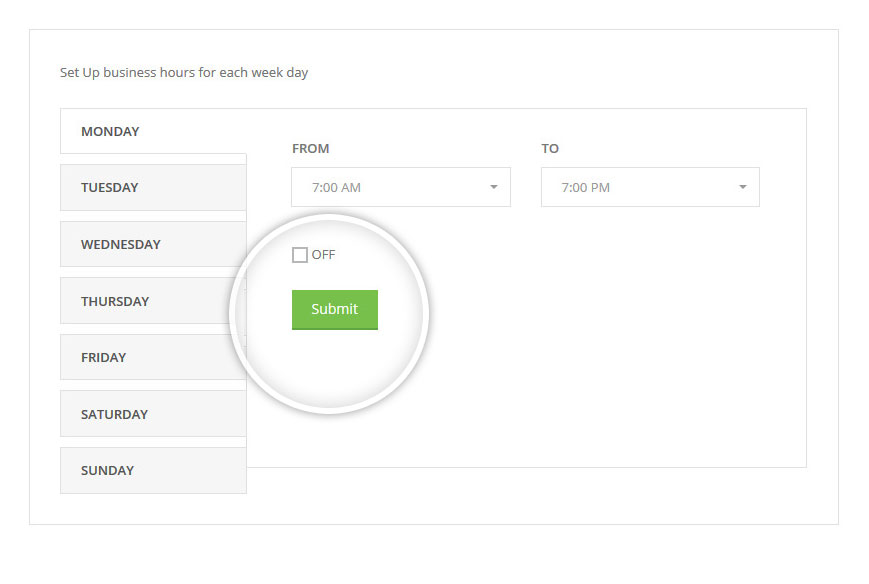 Set Up business hours for each week day
MONDAY
TUESDAY
WEDNESDAY
THURSDAY
FRIDAY
SATURDAY
SUNDAY
FROM TO
7:00 AM 7:00 PM
OFF
Submit